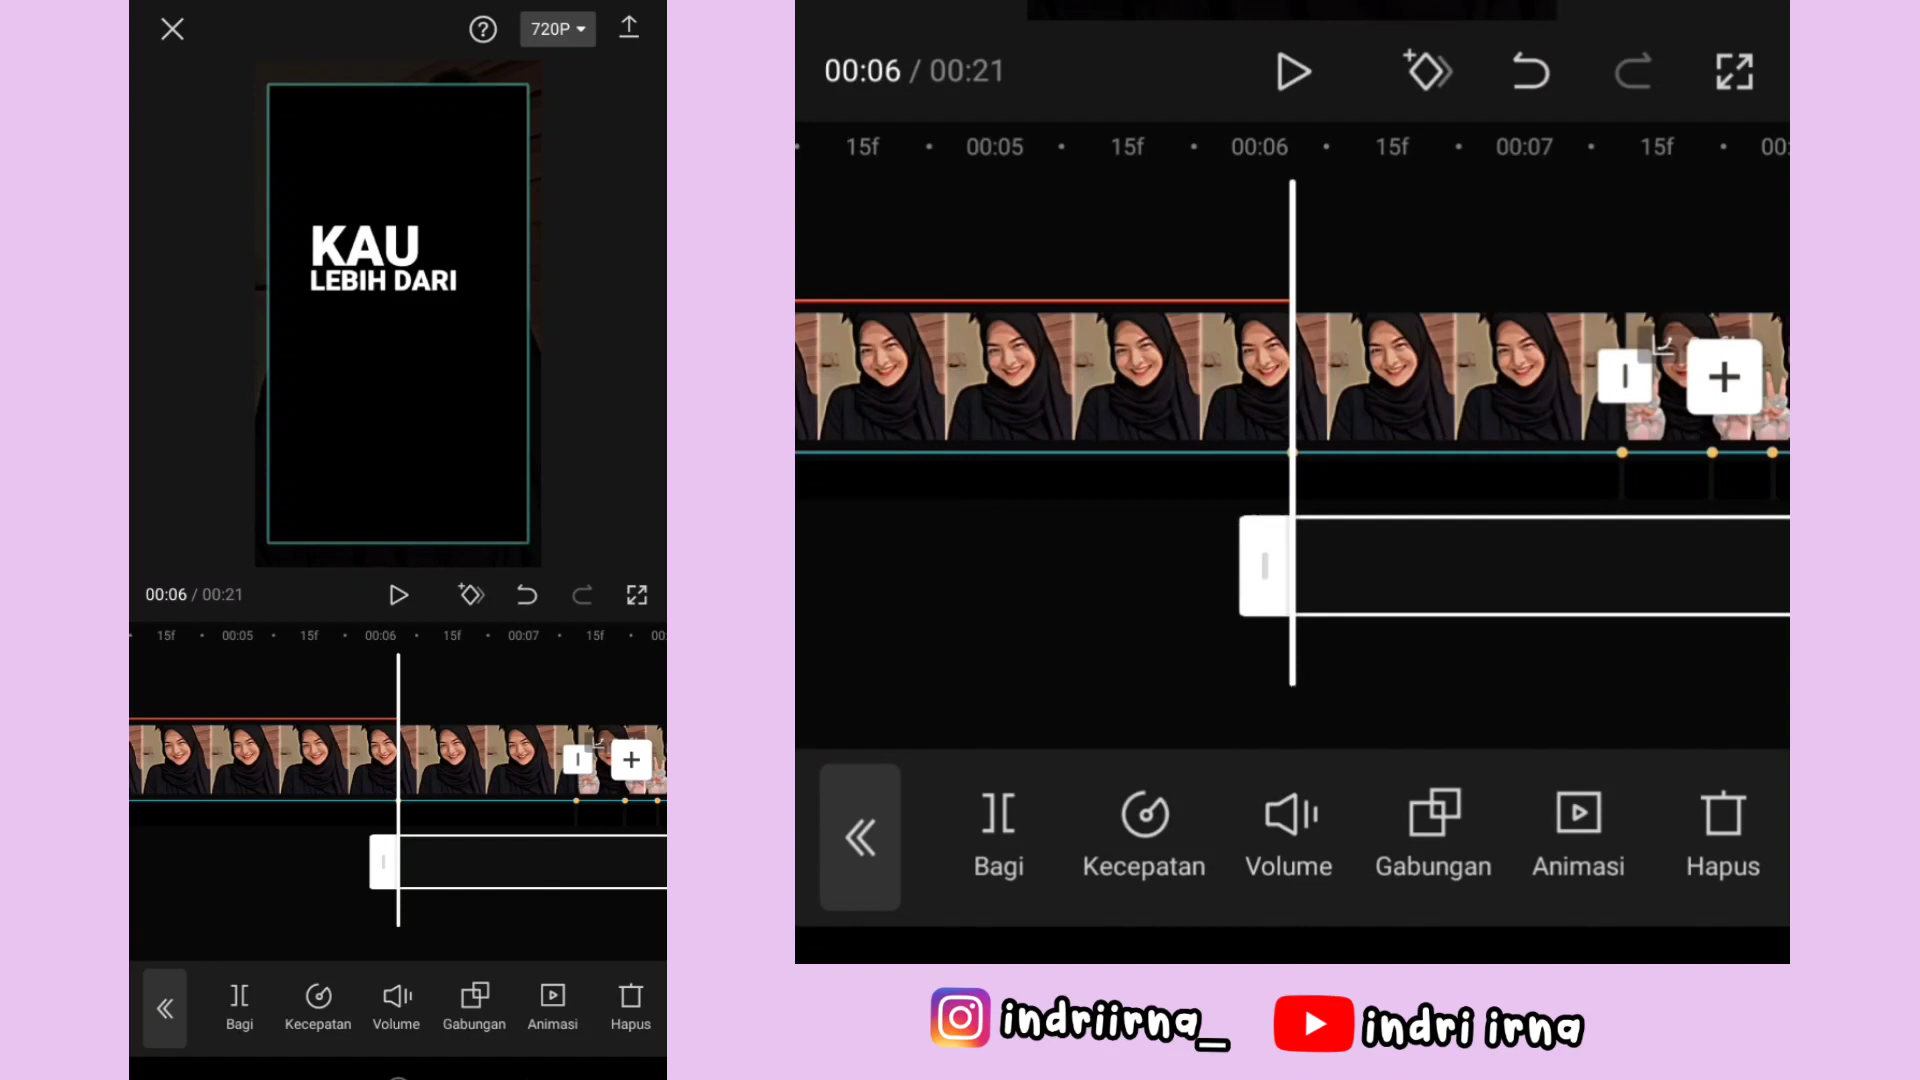 720P
KAU
LEBIH DARI
00:06 / 00:21
15f 00:05 15f 00:06 15f 00:07 15f 00:
Bagi Kecepatan Volume Gabungan Animasi Hapus
00:06 / 00:21
15f 00:05 15f 00:06 15f 00:07 15f 00:
Bagi Kecepatan Volume Gabungan Animasi Hapus
indriirna_ indri irna